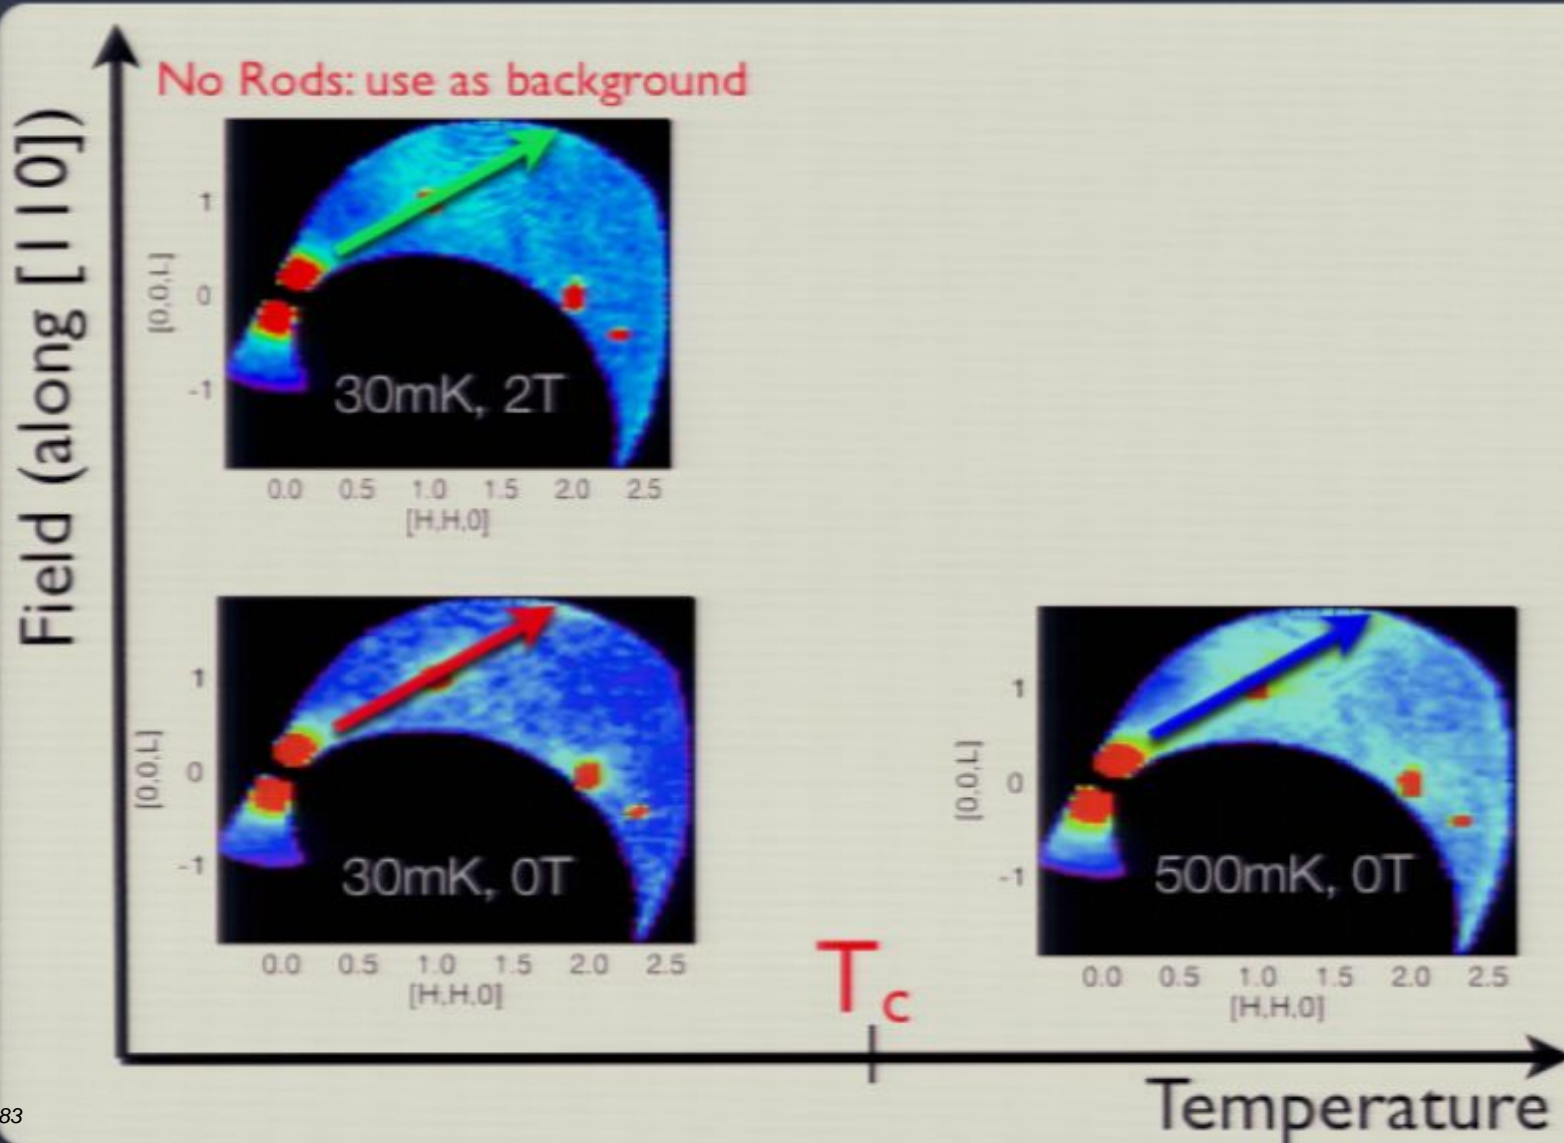 No Rods: use as background
Field (along [110])
1
0
-1
[0,0,L]
30mK, 2T
0.0 0.5 1.0 1.5 2.0 2.5
[H,H,0]
1
0
-1
[0,0,L]
30mK, 0T
0.0 0.5 1.0 1.5 2.0 2.5
[H,H,0]
1
0
-1
[0,0,L]
500mK, 0T
0.0 0.5 1.0 1.5 2.0 2.5
[H,H,0]
Tc
Temperature
83